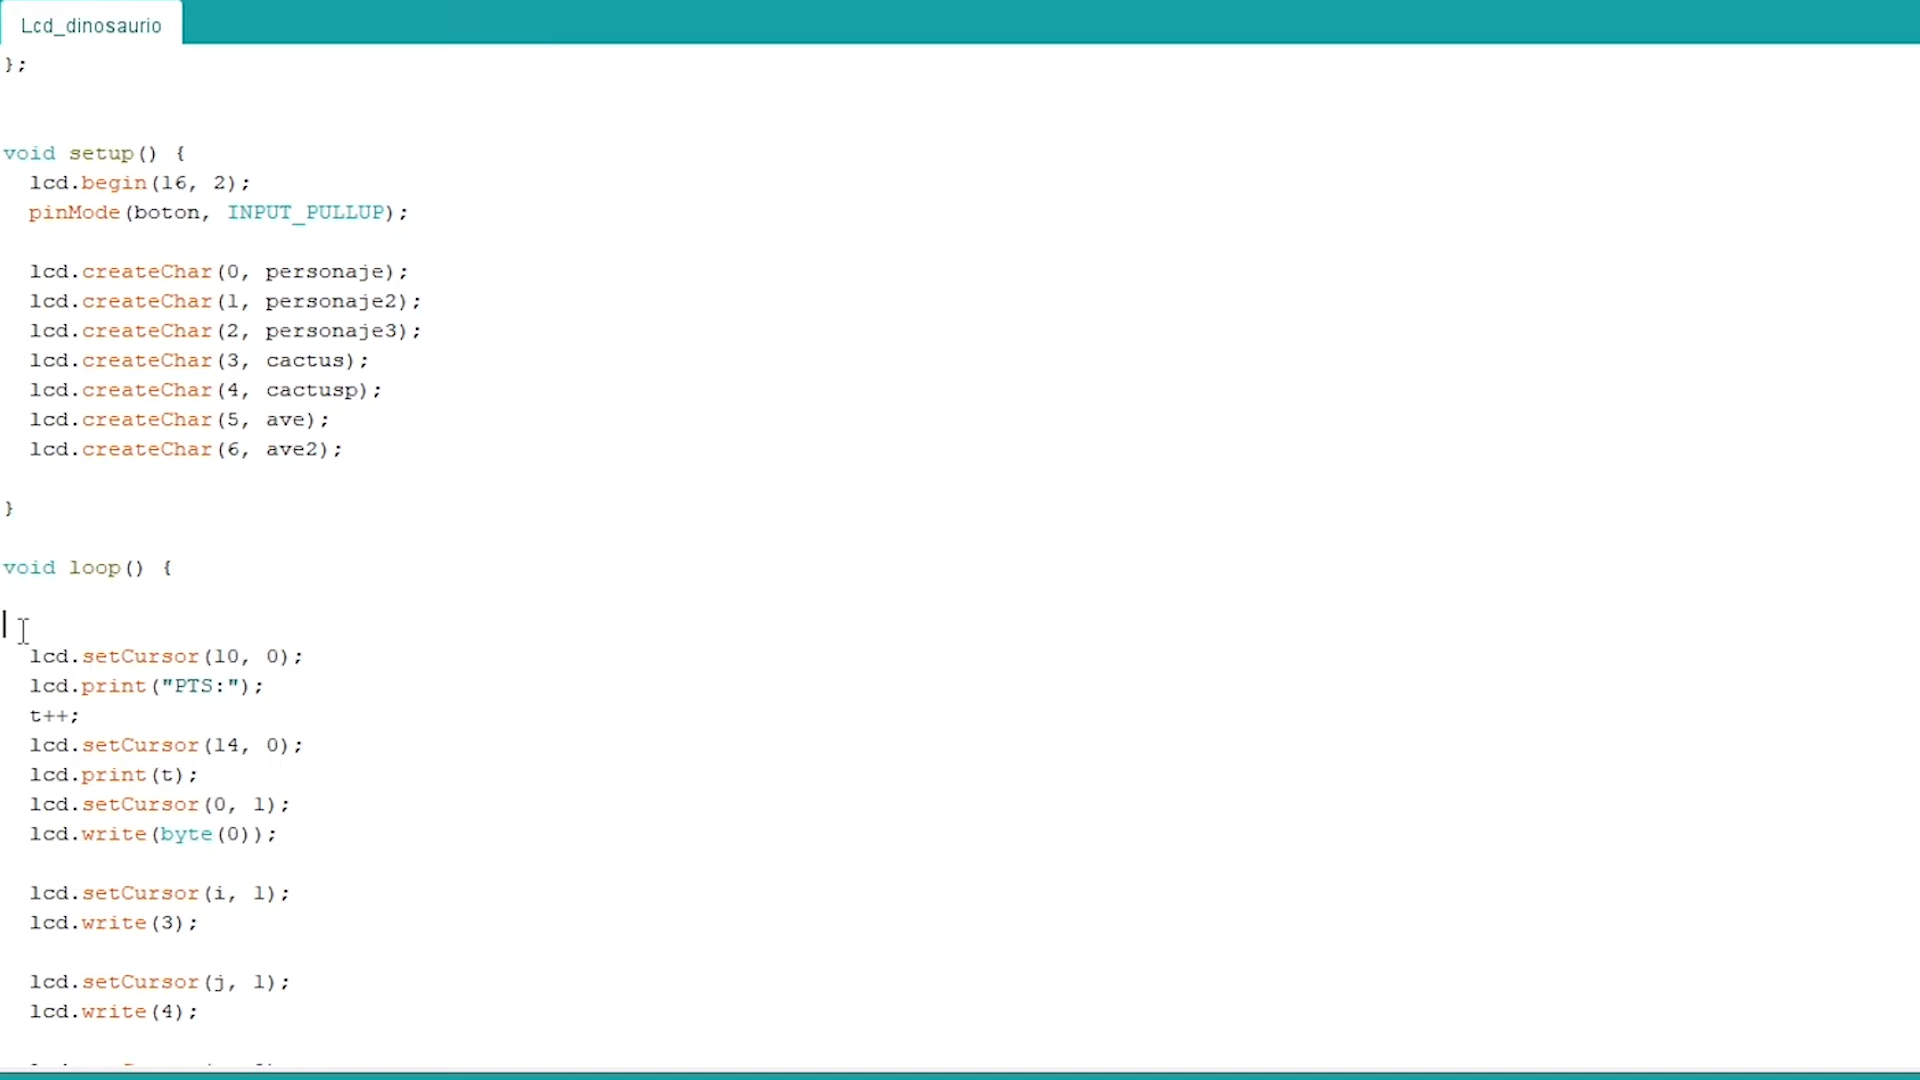 Lcd_dinosaurio
};
void setup() {
lcd.begin(16, 2);
pinMode(boton, INPUT_PULLUP);
lcd.createChar(0, personaje);
lcd.createChar(1, personaje2);
lcd.createChar(2, personaje3);
lcd.createChar(3, cactus);
lcd.createChar(4, cactusp);
lcd.createChar(5, ave);
lcd.createChar(6, ave2);
}
void loop() {
lcd.setCursor(10, 0);
lcd.print("PTS:");
t++;
lcd.setCursor(14, 0);
lcd.print(t);
lcd.setCursor(0, 1);
lcd.write(byte(0));
lcd.setCursor(i, 1);
lcd.write(3);
lcd.setCursor(j, 1);
lcd.write(4);